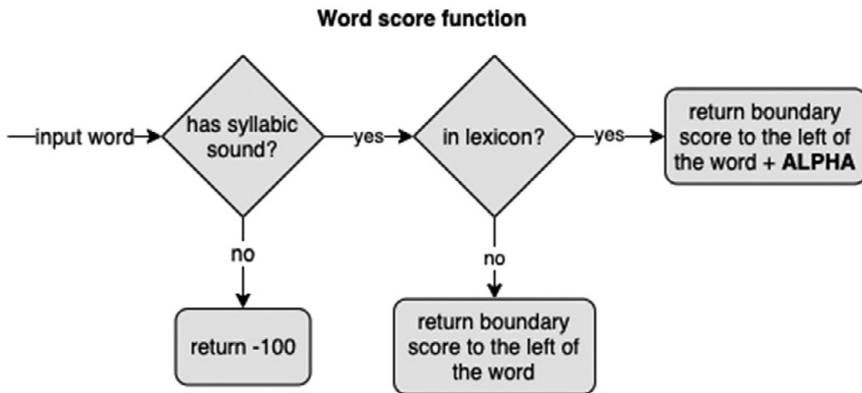 Word score function
input word
has syllabic
sound?
yes
in lexicon?
yes
return boundary
score to the left of
the word + ALPHA
no
no
return -100
return boundary
score to the left of
the word